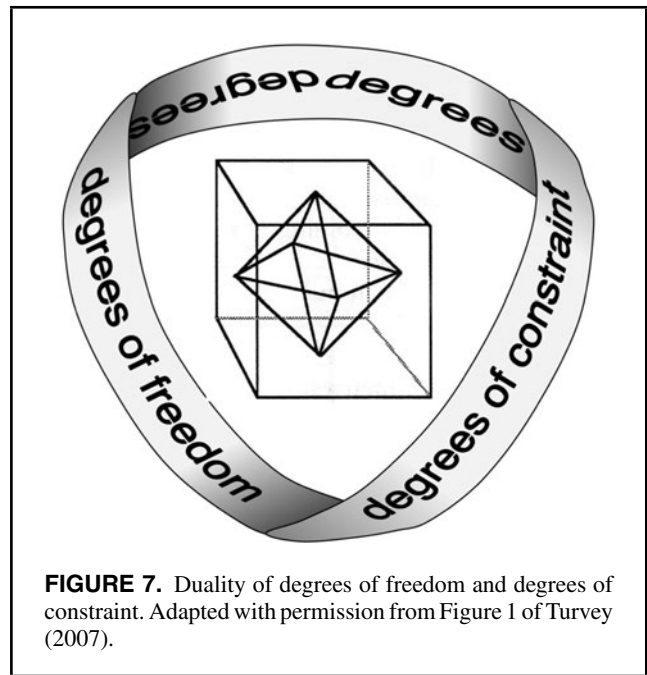 degrees degrees
degrees of freedom
degrees of constraint
FIGURE 7. Duality of degrees of freedom and degrees of
constraint. Adapted with permission from Figure 1 of Turvey
(2007).